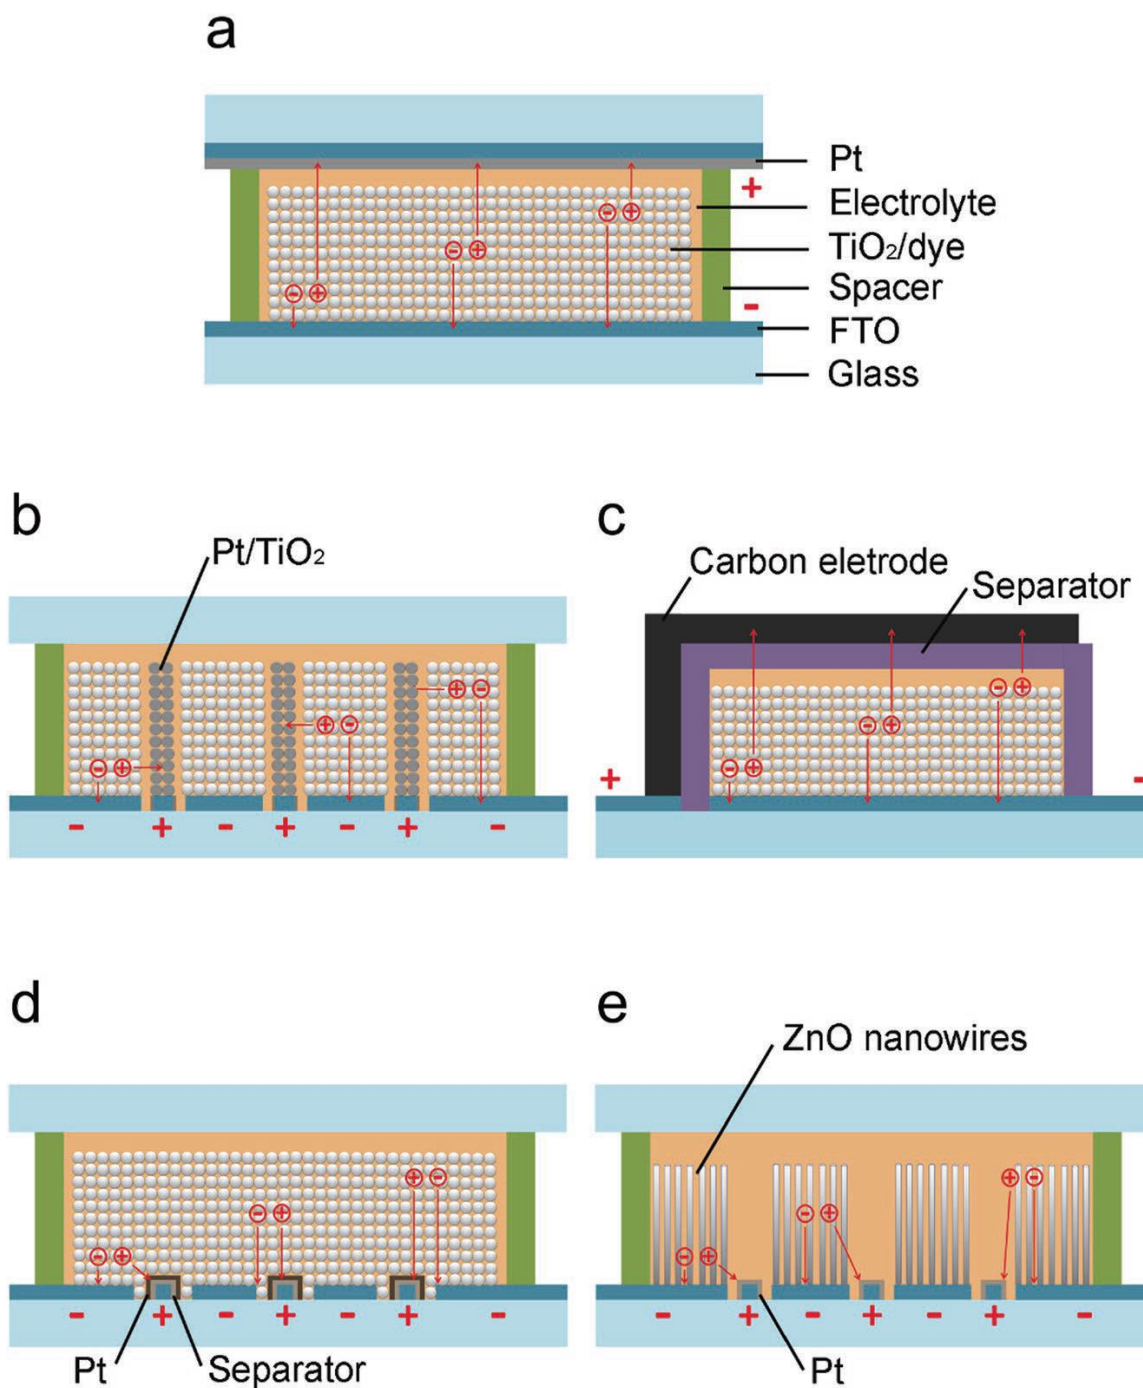 a
Pt
+
Electrolyte
TiO₂/dye
Spacer
-
FTO
Glass
- +
- +
- +
b
Pt/TiO₂
+ -
+ -
- +
- + - + - + -
c
Carbon eletrode
Separator
- +
- +
- +
+ -
d
+ -
- +
- +
- + - + - + -
Pt
Separator
e
ZnO nanowires
+ -
- +
- +
- + - + - + -
Pt